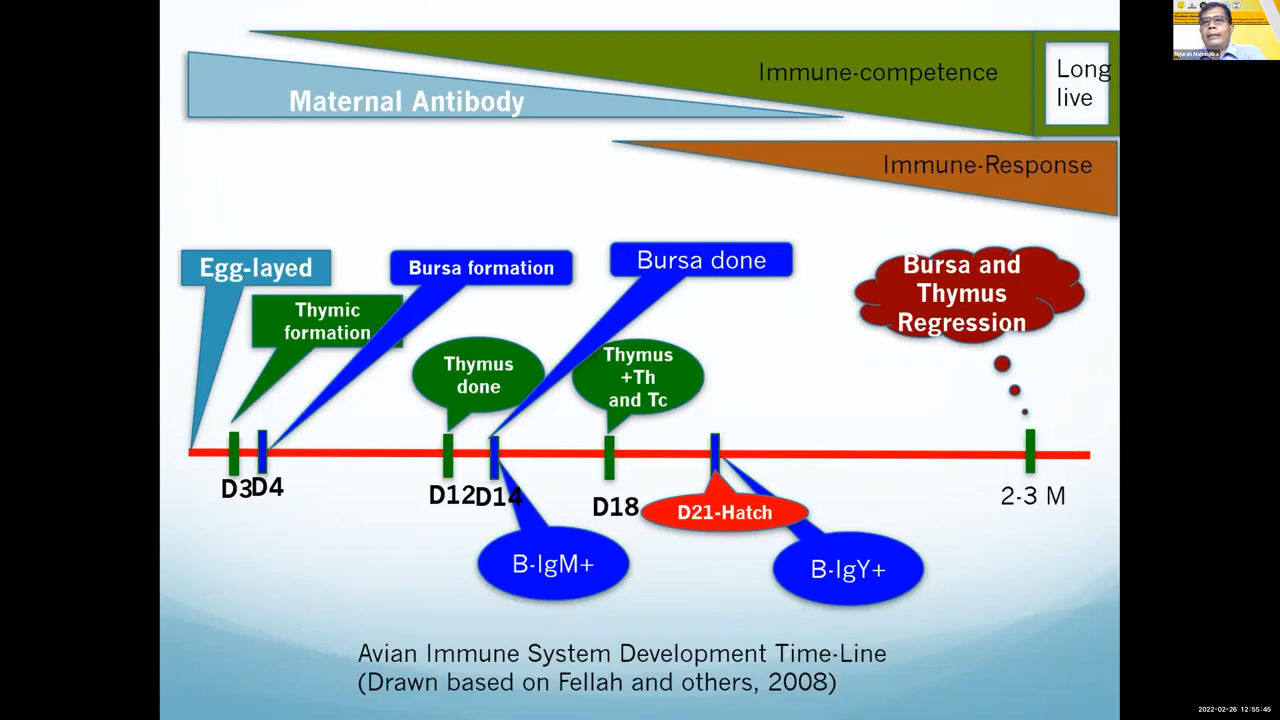 Immune-competence
Long
live
Maternal Antibody
Immune-Response
Egg-layed
Thymic
formation
Bursa formation
Bursa done
Bursa and
Thymus
Regression
Thymus
done
Thymus
+Th
and Tc
D3
D4
D12
D14
D18
D21-Hatch
2-3 M
B-IgM+
B-IgY+
Avian Immune System Development Time-Line
(Drawn based on Fellah and others, 2008)
2022-02-26 12:55:45